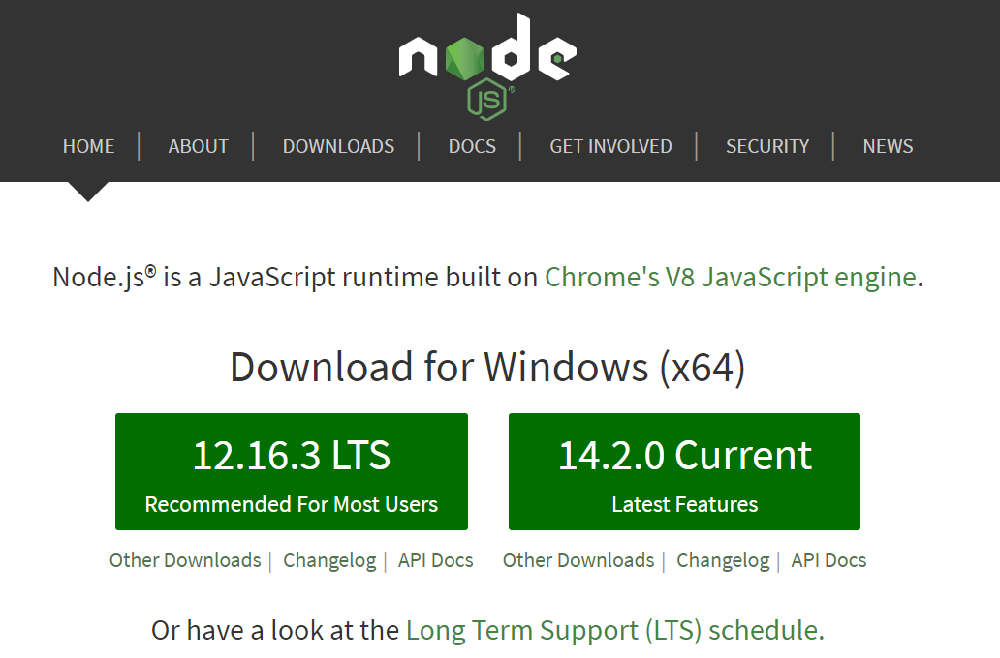 node
JS®
HOME | ABOUT | DOWNLOADS | DOCS | GET INVOLVED | SECURITY | NEWS
Node.js® is a JavaScript runtime built on Chrome's V8 JavaScript engine.
Download for Windows (x64)
12.16.3 LTS
Recommended For Most Users
14.2.0 Current
Latest Features
Other Downloads | Changelog | API Docs
Other Downloads | Changelog | API Docs
Or have a look at the Long Term Support (LTS) schedule.